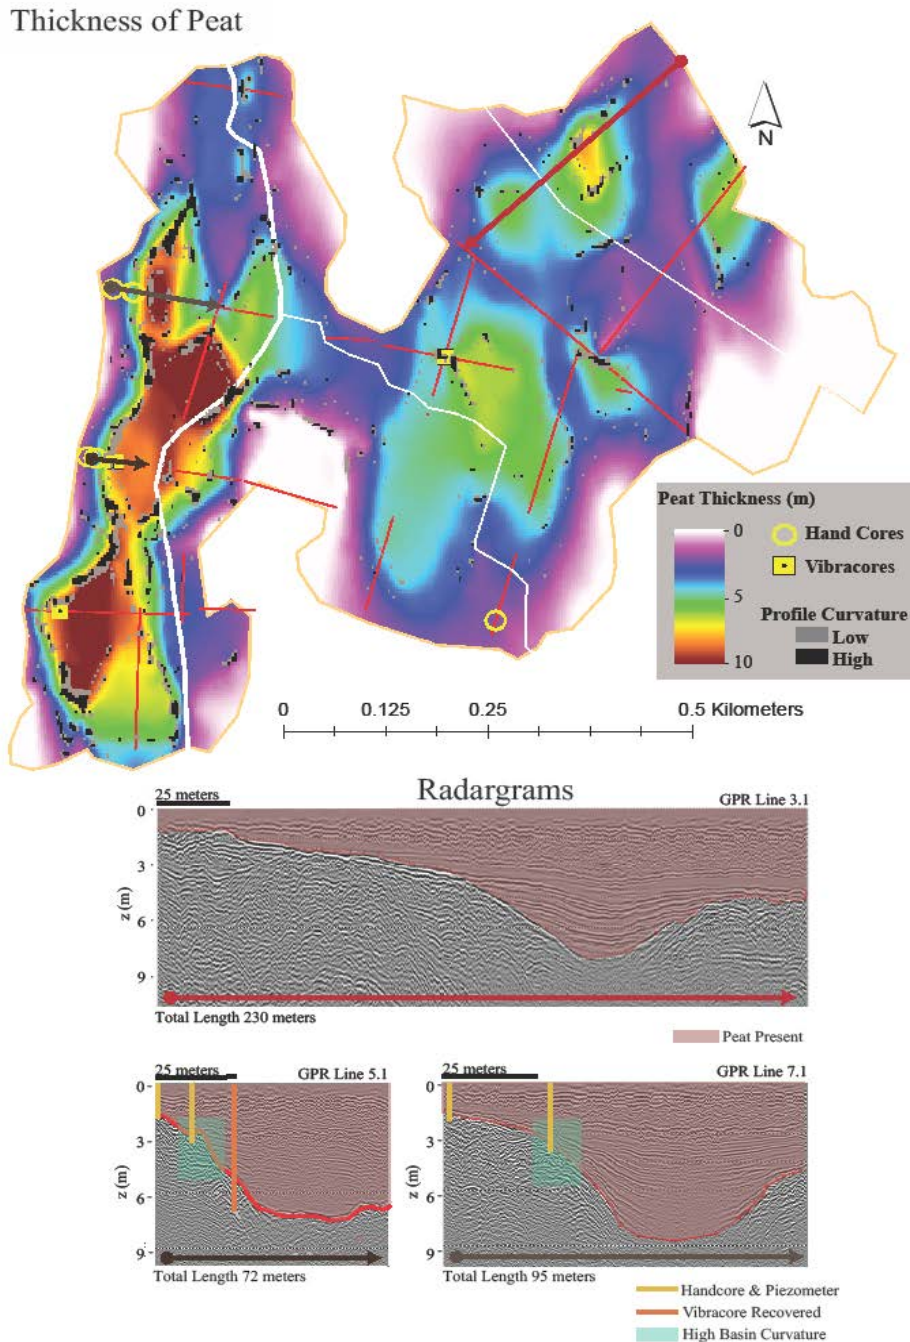 Thickness of Peat
N
Peat Thickness (m)
0
5
10
Hand Cores
Vibracores
Profile Curvature
Low
High
0 0.125 0.25 0.5 Kilometers
Radargrams
25 meters
GPR Line 3.1
0
3
6
9
z (m)
Total Length 230 meters
Peat Present
25 meters
GPR Line 5.1
0
3
6
9
z (m)
Total Length 72 meters
25 meters
GPR Line 7.1
0
3
6
9
z (m)
Total Length 95 meters
Handcore & Piezometer
Vibracore Recovered
High Basin Curvature